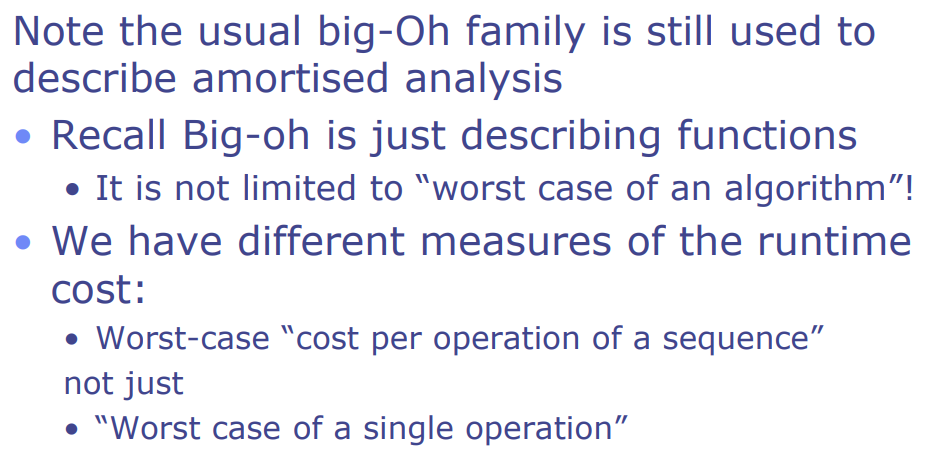 Note the usual big-Oh family is still used to
describe amortised analysis
• Recall Big-oh is just describing functions
• It is not limited to “worst case of an algorithm”!
• We have different measures of the runtime
cost:
• Worst-case “cost per operation of a sequence”
not just
• “Worst case of a single operation”